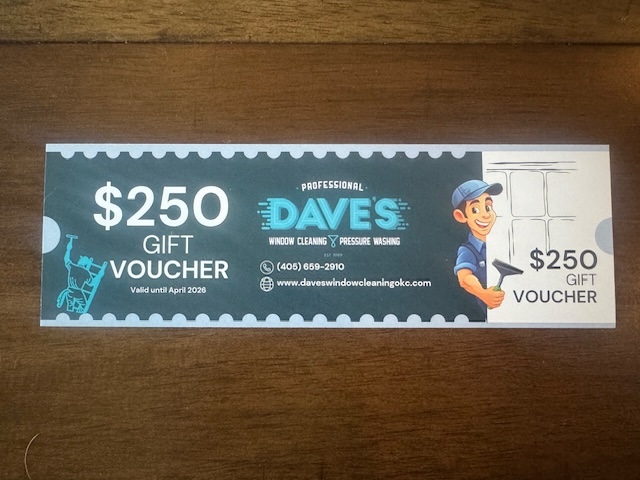 $250
GIFT
VOUCHER
Valid until April 2026
PROFESSIONAL
DAVE'S
WINDOW CLEANING PRESSURE WASHING
(405) 659-2910
www.daveswindowcleaningokc.com
$250
GIFT
VOUCHER